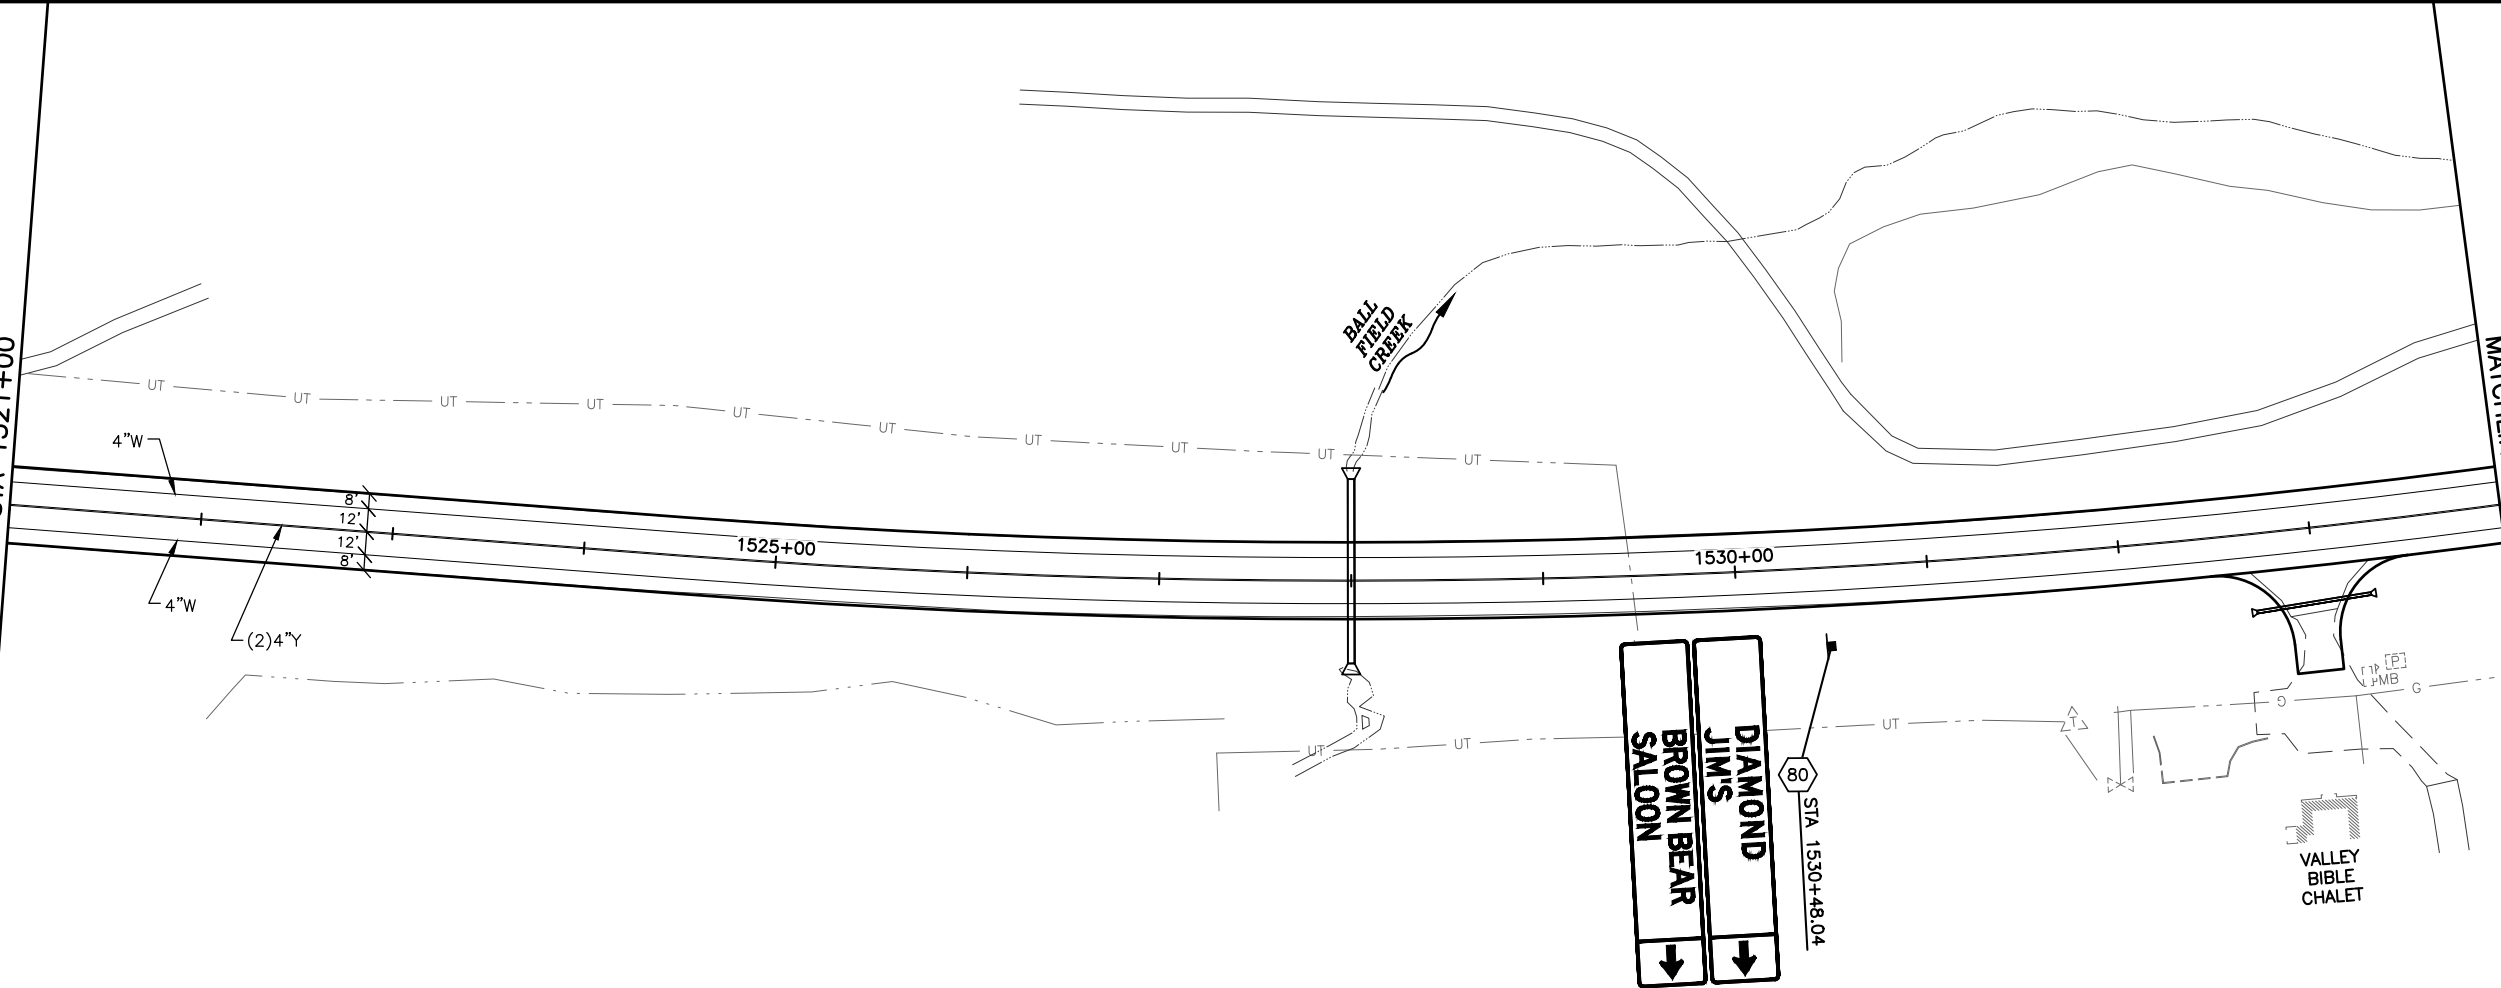 1521+00
UT
UT
UT
UT
UT
UT
UT
UT
UT
UT
BALL
FIELD
CREEK
4"W
8'
12'
12'
8'
4"W
(2)4"Y
1525+00
1530+00
UT
UT
UT
DIAMOND
JIM'S
BROWN BEAR
SALOON
80
STA 1530+48.04
T
P
MB
G
G
VALLEY
BIBLE
CHALET